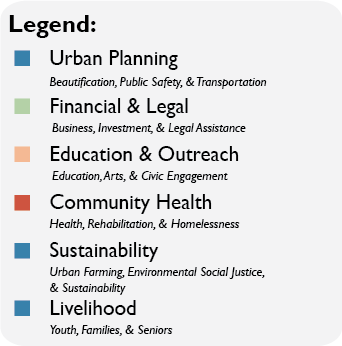 Legend:
Urban Planning
Beautification, Public Safety, & Transportation
Financial & Legal
Business, Investment, & Legal Assistance
Education & Outreach
Education, Arts, & Civic Engagement
Community Health
Health, Rehabilitation, & Homelessness
Sustainability
Urban Farming, Environmental Social Justice,
& Sustainability
Livelihood
Youth, Families, & Seniors